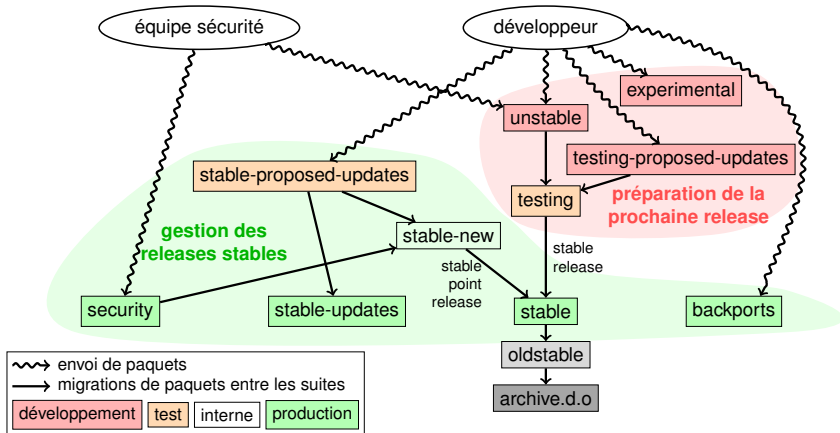 équipe sécurité
développeur
experimental
unstable
testing-proposed-updates
stable-proposed-updates
testing
préparation de la
prochaine release
gestion des
releases stables
stable-new
stable
release
stable
point
release
security
stable-updates
stable
backports
oldstable
archive.d.o
envoi de paquets
migrations de paquets entre les suites
développement
test
interne
production